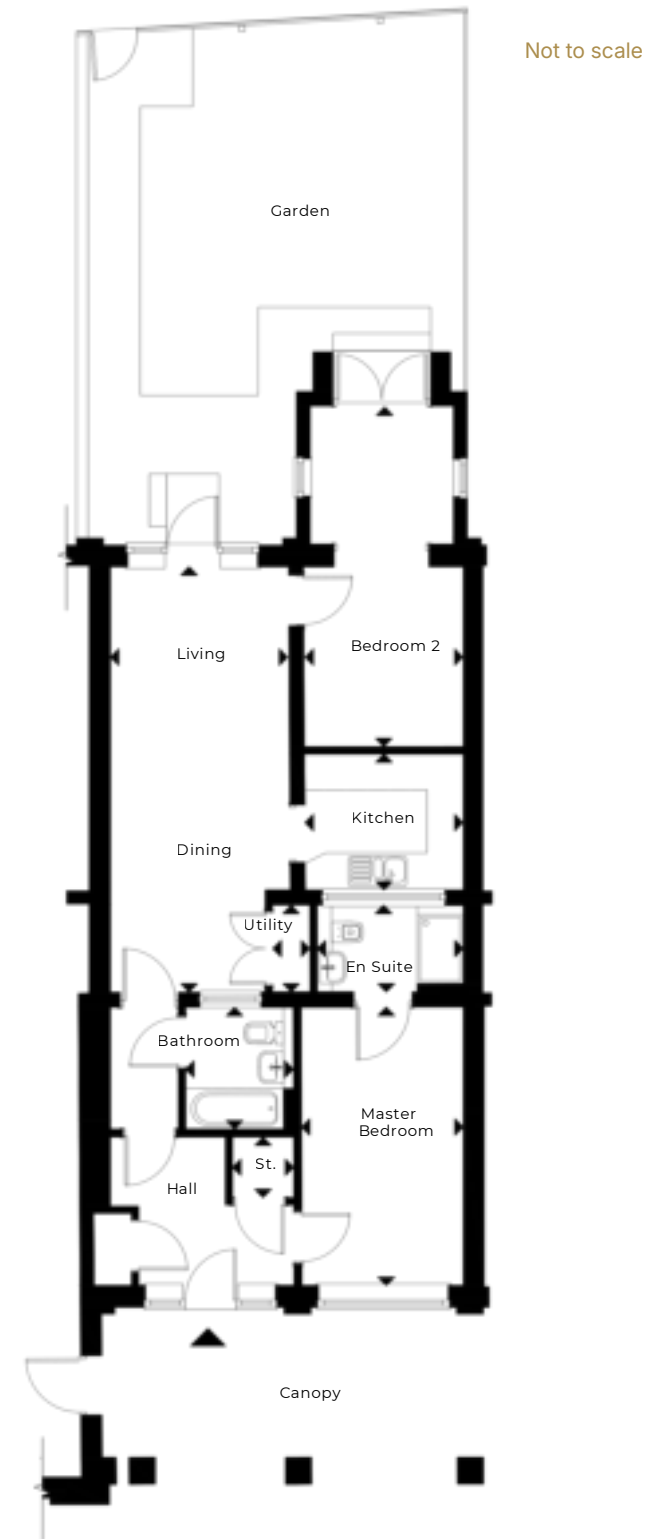 Not to scale
Garden
Bedroom 2
Living
Kitchen
Dining
Utility
En Suite
Bathroom
Master
Bedroom
St.
Hall
Canopy